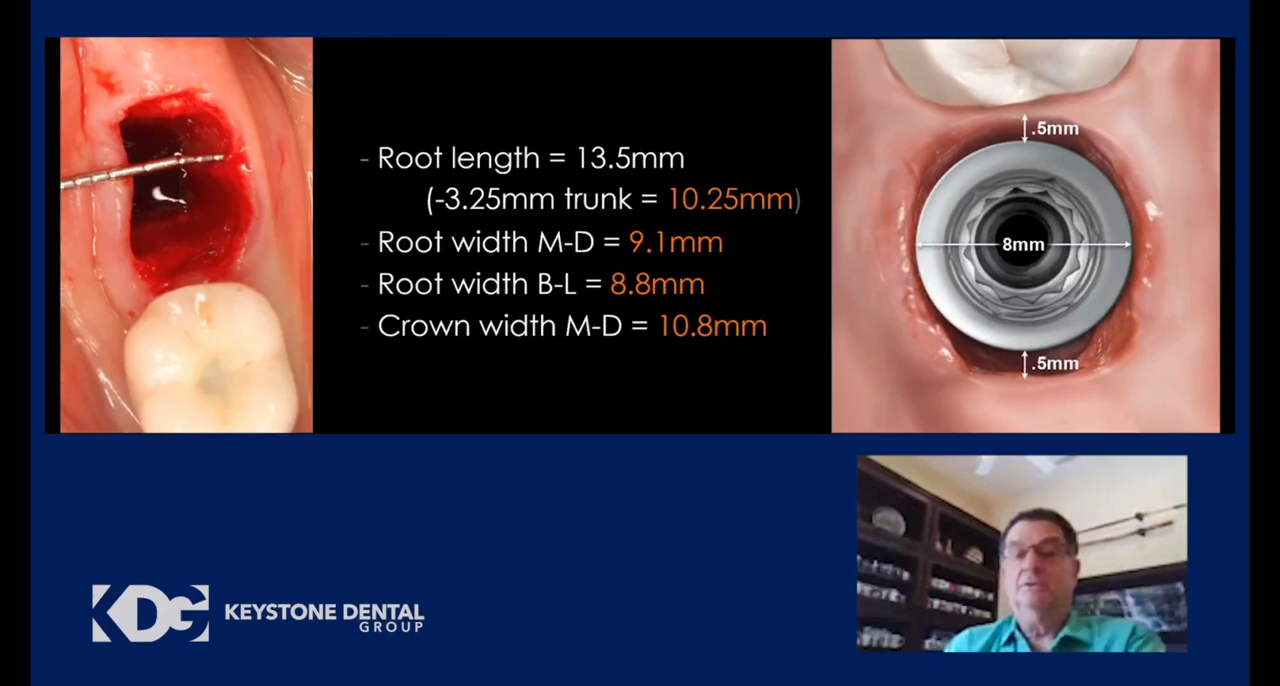 - Root length = 13.5mm
(-3.25mm trunk = 10.25mm)
- Root width M-D = 9.1mm
- Root width B-L = 8.8mm
- Crown width M-D = 10.8mm
.5mm
8mm
.5mm
KDG KEYSTONE DENTAL
GROUP